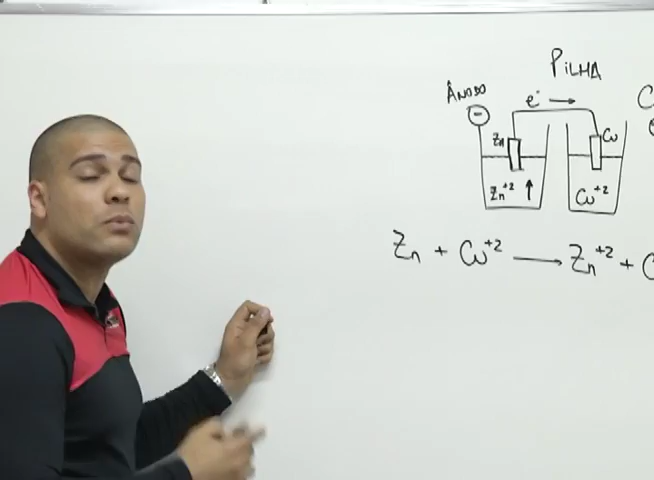 PILHA
ÂNODO
e⁻ →
−
Zn
Cu
Zn⁺² ↑
Cu⁺²
Zn + Cu⁺² → Zn⁺² + C